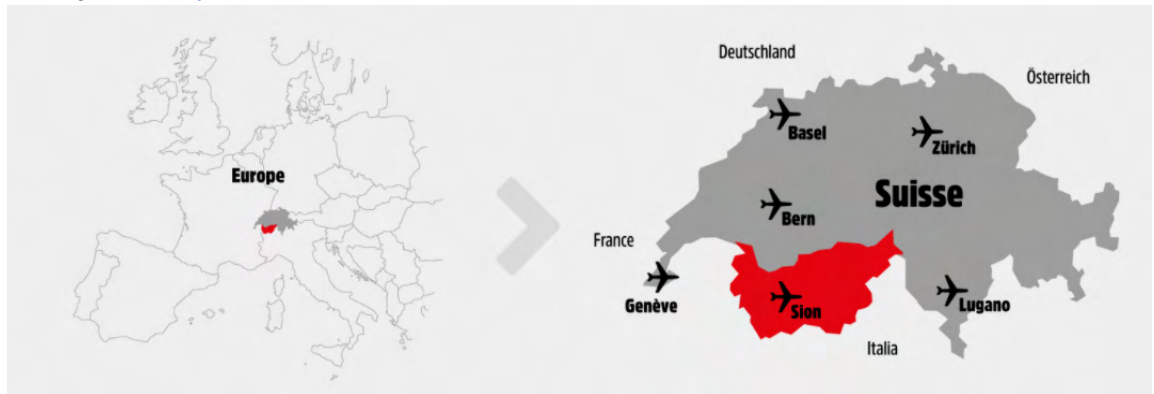 Europe
Deutschland
Österreich
Basel
Zürich
Suisse
Bern
France
Genève
Sion
Lugano
Italia